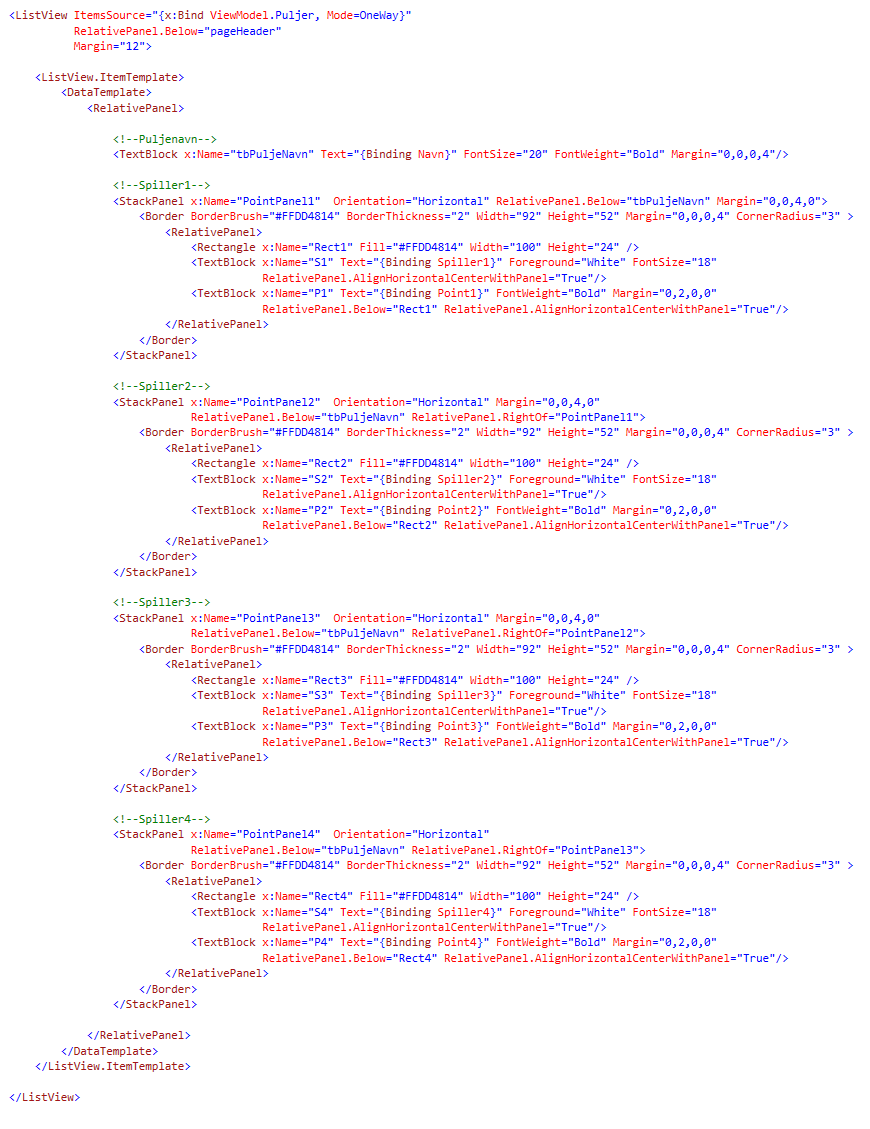 <ListView ItemsSource="{x:Bind ViewModel.Puljer, Mode=OneWay}"
          RelativePanel.Below="pageHeader"
          Margin="12">

    <ListView.ItemTemplate>
        <DataTemplate>
            <RelativePanel>

                <!--Puljenavn-->
                <TextBlock x:Name="tbPuljeNavn" Text="{Binding Navn}" FontSize="20" FontWeight="Bold" Margin="0,0,0,4"/>

                <!--Spiller1-->
                <StackPanel x:Name="PointPanel1"  Orientation="Horizontal" RelativePanel.Below="tbPuljeNavn" Margin="0,0,4,0">
                    <Border BorderBrush="#FFDD4814" BorderThickness="2" Width="92" Height="52" Margin="0,0,0,4" CornerRadius="3" >
                        <RelativePanel>
                            <Rectangle x:Name="Rect1" Fill="#FFDD4814" Width="100" Height="24" />
                            <TextBlock x:Name="S1" Text="{Binding Spiller1}" Foreground="White" FontSize="18"
                                       RelativePanel.AlignHorizontalCenterWithPanel="True"/>
                            <TextBlock x:Name="P1" Text="{Binding Point1}" FontWeight="Bold" Margin="0,2,0,0"
                                       RelativePanel.Below="Rect1" RelativePanel.AlignHorizontalCenterWithPanel="True"/>
                        </RelativePanel>
                    </Border>
                </StackPanel>

                <!--Spiller2-->
                <StackPanel x:Name="PointPanel2"  Orientation="Horizontal" Margin="0,0,4,0"
                            RelativePanel.Below="tbPuljeNavn" RelativePanel.RightOf="PointPanel1">
                    <Border BorderBrush="#FFDD4814" BorderThickness="2" Width="92" Height="52" Margin="0,0,0,4" CornerRadius="3" >
                        <RelativePanel>
                            <Rectangle x:Name="Rect2" Fill="#FFDD4814" Width="100" Height="24" />
                            <TextBlock x:Name="S2" Text="{Binding Spiller2}" Foreground="White" FontSize="18"
                                       RelativePanel.AlignHorizontalCenterWithPanel="True"/>
                            <TextBlock x:Name="P2" Text="{Binding Point2}" FontWeight="Bold" Margin="0,2,0,0"
                                       RelativePanel.Below="Rect2" RelativePanel.AlignHorizontalCenterWithPanel="True"/>
                        </RelativePanel>
                    </Border>
                </StackPanel>

                <!--Spiller3-->
                <StackPanel x:Name="PointPanel3"  Orientation="Horizontal" Margin="0,0,4,0"
                            RelativePanel.Below="tbPuljeNavn" RelativePanel.RightOf="PointPanel2">
                    <Border BorderBrush="#FFDD4814" BorderThickness="2" Width="92" Height="52" Margin="0,0,0,4" CornerRadius="3" >
                        <RelativePanel>
                            <Rectangle x:Name="Rect3" Fill="#FFDD4814" Width="100" Height="24" />
                            <TextBlock x:Name="S3" Text="{Binding Spiller3}" Foreground="White" FontSize="18"
                                       RelativePanel.AlignHorizontalCenterWithPanel="True"/>
                            <TextBlock x:Name="P3" Text="{Binding Point3}" FontWeight="Bold" Margin="0,2,0,0"
                                       RelativePanel.Below="Rect3" RelativePanel.AlignHorizontalCenterWithPanel="True"/>
                        </RelativePanel>
                    </Border>
                </StackPanel>

                <!--Spiller4-->
                <StackPanel x:Name="PointPanel4"  Orientation="Horizontal"
                            RelativePanel.Below="tbPuljeNavn" RelativePanel.RightOf="PointPanel3">
                    <Border BorderBrush="#FFDD4814" BorderThickness="2" Width="92" Height="52" Margin="0,0,0,4" CornerRadius="3" >
                        <RelativePanel>
                            <Rectangle x:Name="Rect4" Fill="#FFDD4814" Width="100" Height="24" />
                            <TextBlock x:Name="S4" Text="{Binding Spiller4}" Foreground="White" FontSize="18"
                                       RelativePanel.AlignHorizontalCenterWithPanel="True"/>
                            <TextBlock x:Name="P4" Text="{Binding Point4}" FontWeight="Bold" Margin="0,2,0,0"
                                       RelativePanel.Below="Rect4" RelativePanel.AlignHorizontalCenterWithPanel="True"/>
                        </RelativePanel>
                    </Border>
                </StackPanel>

            </RelativePanel>
        </DataTemplate>
    </ListView.ItemTemplate>

</ListView>